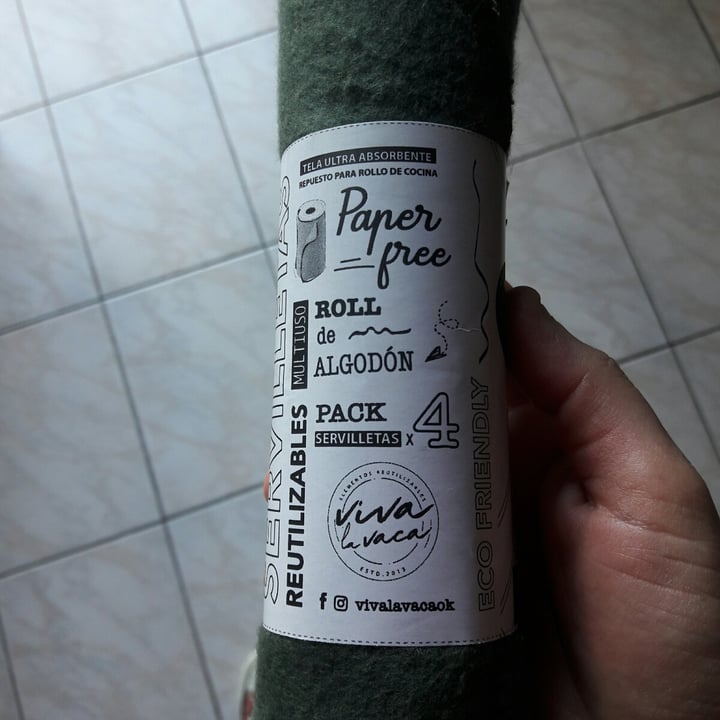 TELA ULTRA ABSORBENTE
REPUESTO PARA ROLLO DE COCINA
Paper
free
MULTIUSO
ROLL
de
ALGODÓN
PACK
SERVILLETAS x 4
SERVILLETAS
REUTILIZABLES
ECO FRIENDLY
ELEMENTOS REUTILIZABLES
viva
la vaca!
ESTD. 2013
vivalavacaok